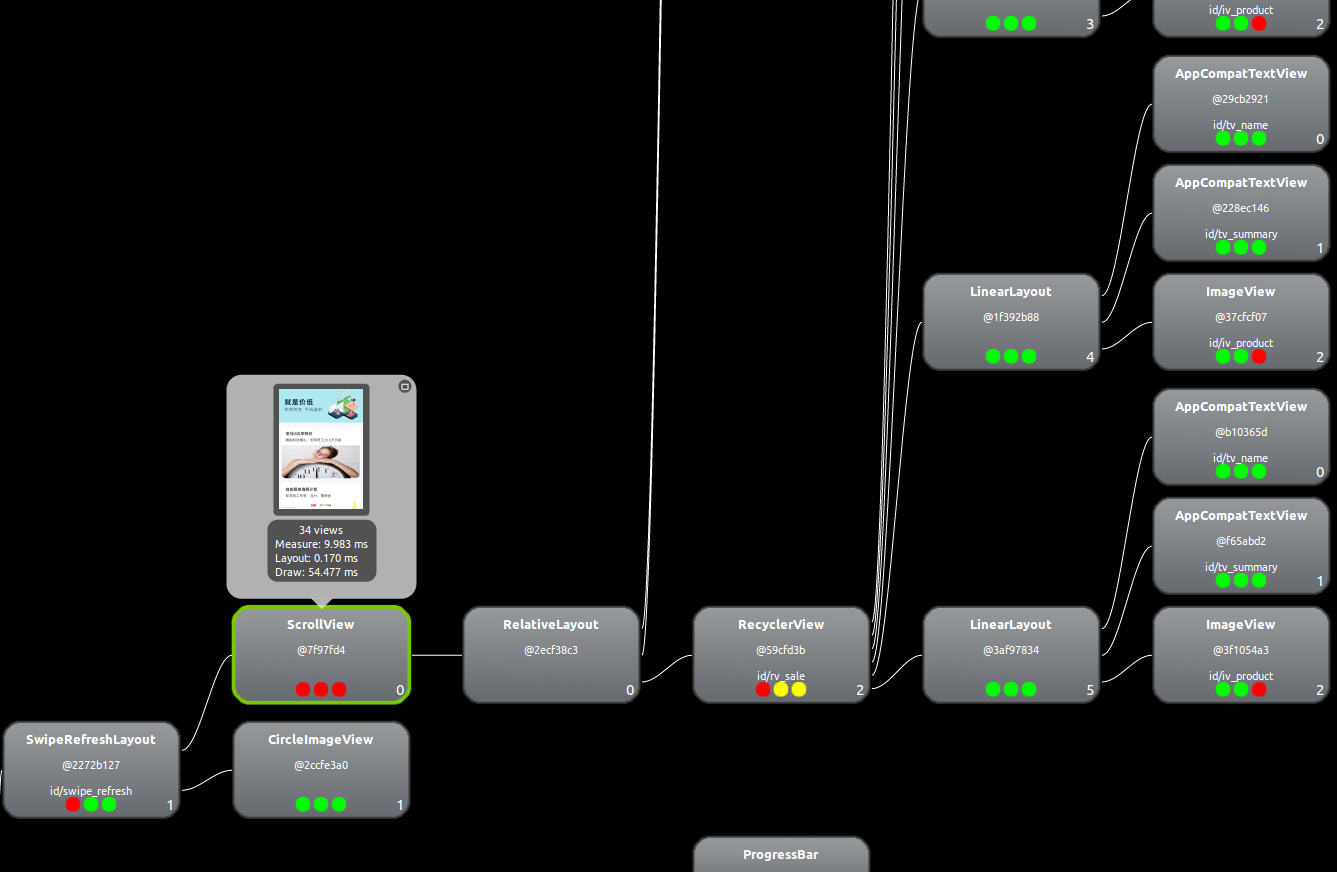 3
id/iv_product
2
AppCompatTextView
@29cb2921
id/tv_name
0
AppCompatTextView
@228ec146
id/tv_summary
1
LinearLayout
@1f392b88
4
ImageView
@37cfcf07
id/iv_product
2
AppCompatTextView
@b10365d
id/tv_name
0
AppCompatTextView
@f65abd2
id/tv_summary
1
就是价低
34 views
Measure: 9.983 ms
Layout: 0.170 ms
Draw: 54.477 ms
ScrollView
@7f97fd4
0
RelativeLayout
@2ecf38c3
0
RecyclerView
@59cfd3b
id/rv_sale
2
LinearLayout
@3af97834
5
ImageView
@3f1054a3
id/iv_product
2
SwipeRefreshLayout
@2272b127
id/swipe_refresh
1
CircleImageView
@2ccfe3a0
1
ProgressBar